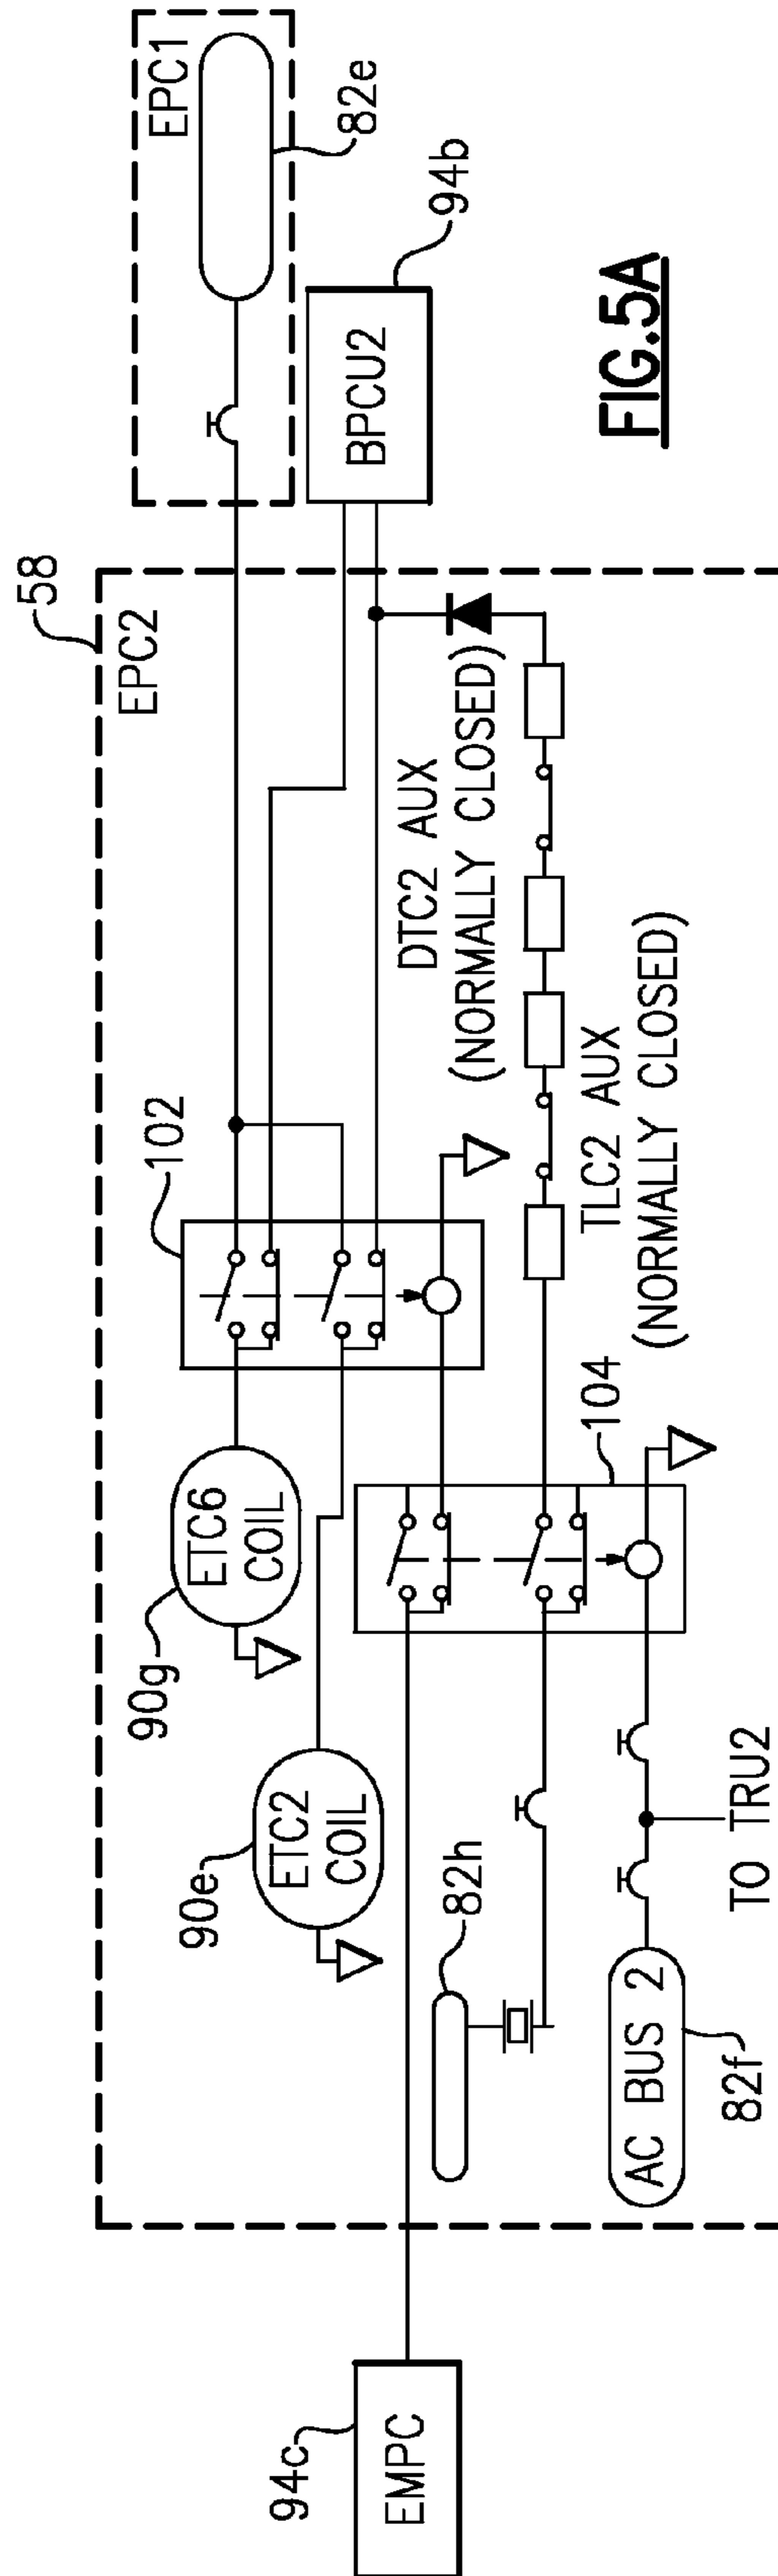 58
EPC2
EPC1
82e
BPCU2
94b
102
90g
ETC6
COIL
90e
ETC2
COIL
DTC2 AUX
(NORMALLY CLOSED)
TLC2 AUX
(NORMALLY CLOSED)
104
82h
AC BUS 2
82f
TO TRU2
94c
EMPC
FIG.5A